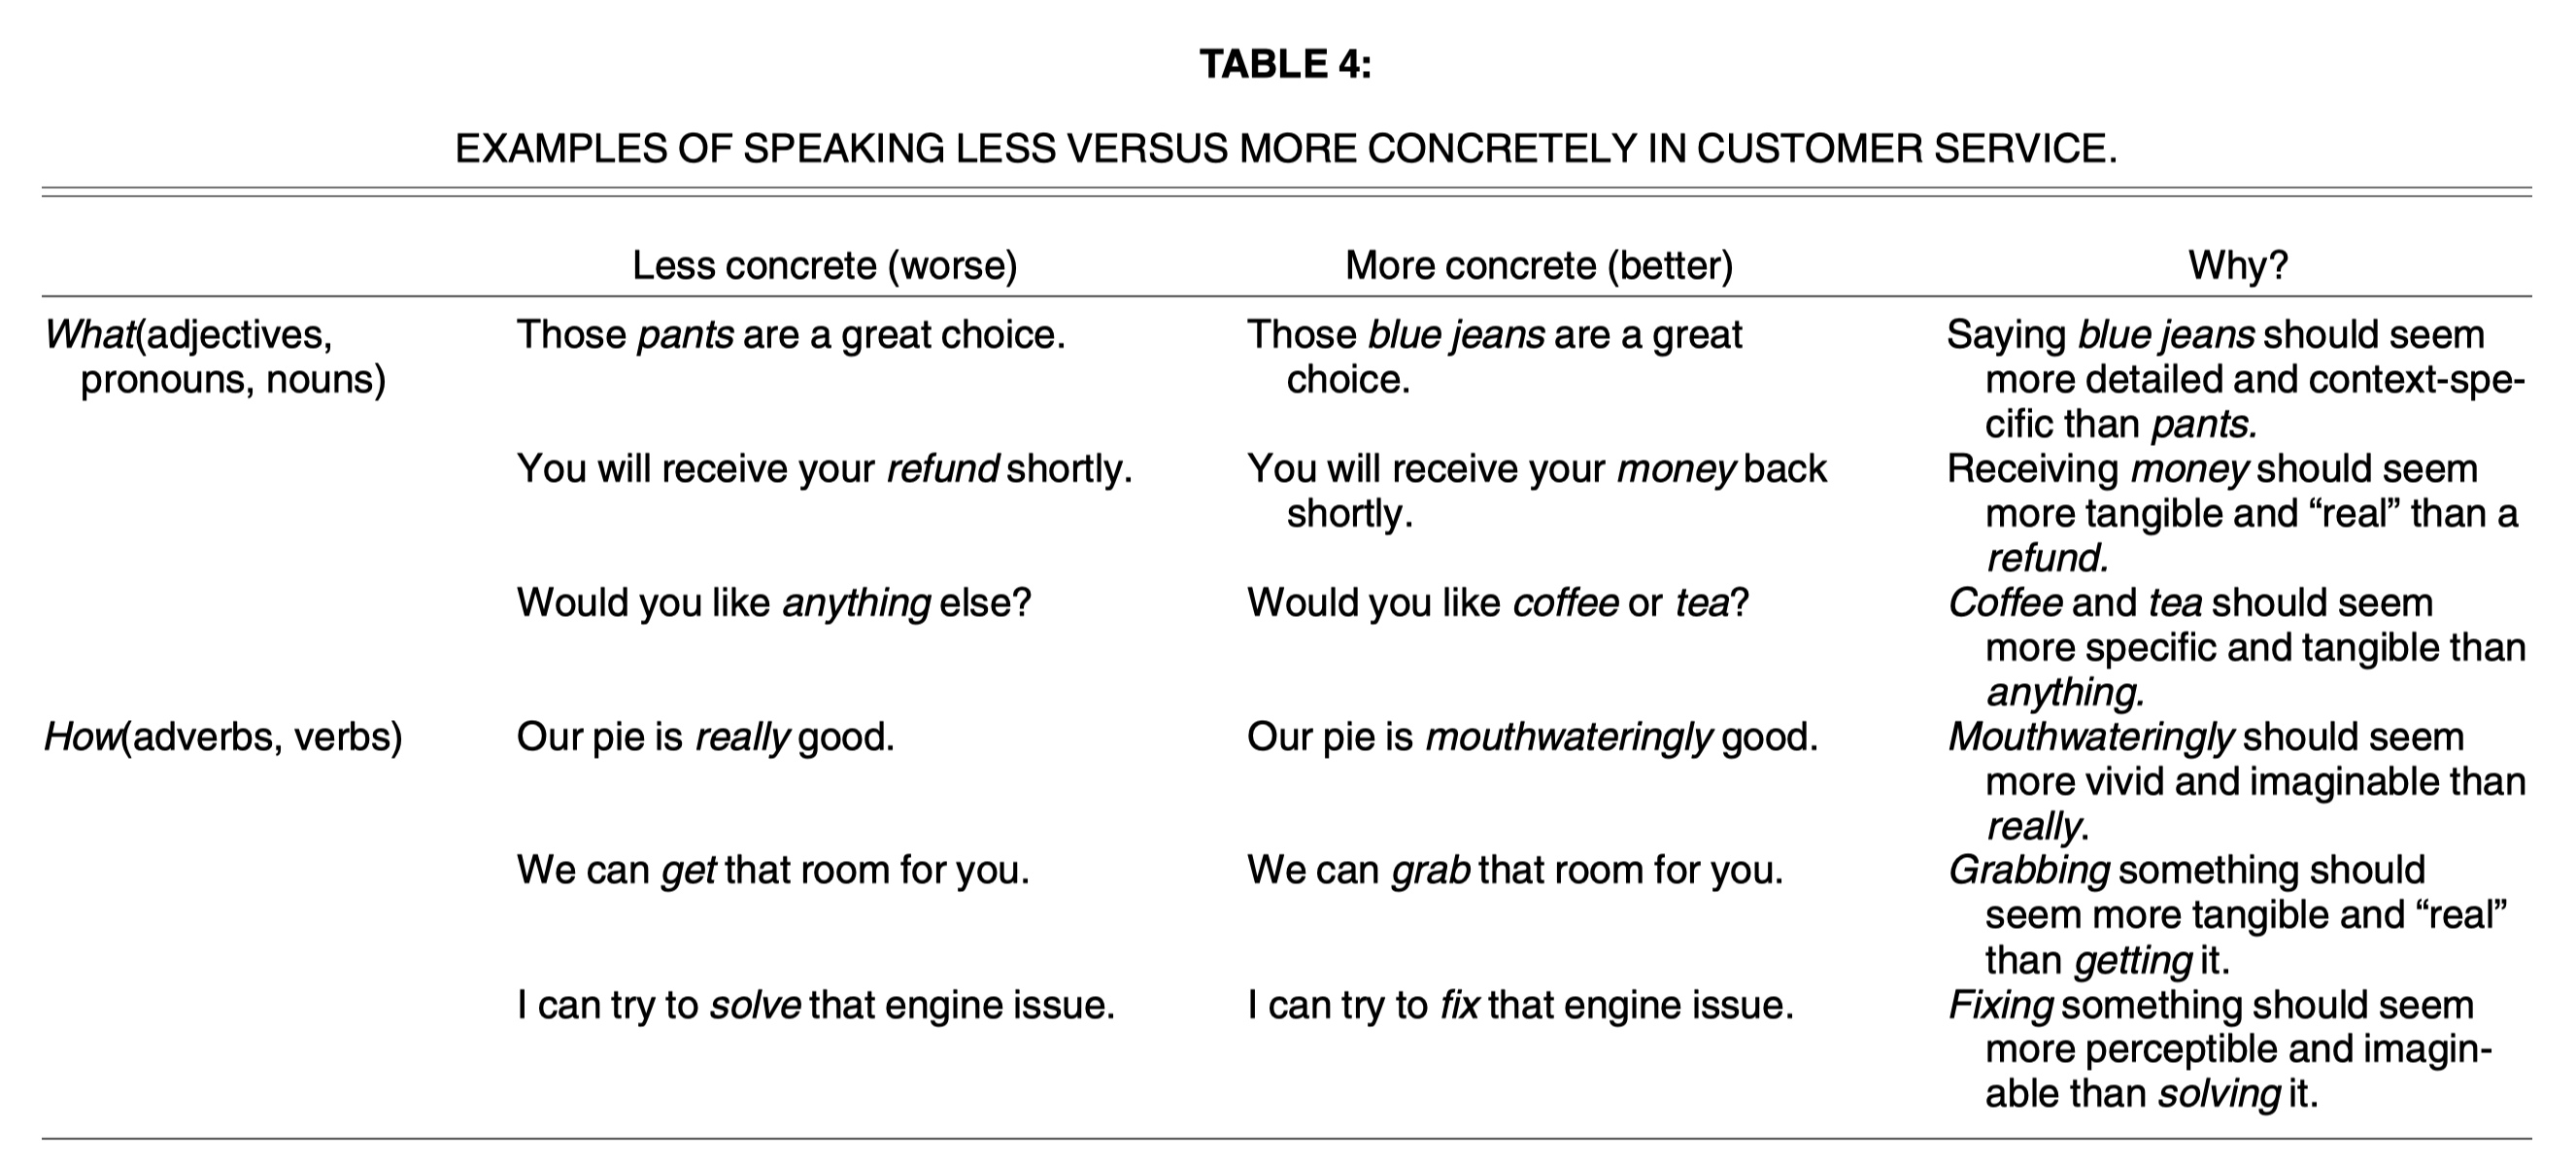 TABLE 4:
EXAMPLES OF SPEAKING LESS VERSUS MORE CONCRETELY IN CUSTOMER SERVICE.
Less concrete (worse) More concrete (better) Why?
What(adjectives, Those pants are a great choice. Those blue jeans are a great Saying blue jeans should seem
pronouns, nouns) choice. more detailed and context-spe-
cific than pants.
You will receive your refund shortly. You will receive your money back Receiving money should seem
shortly. more tangible and “real” than a
refund.
Would you like anything else? Would you like coffee or tea? Coffee and tea should seem
more specific and tangible than
anything.
How(adverbs, verbs) Our pie is really good. Our pie is mouthwateringly good. Mouthwateringly should seem
more vivid and imaginable than
really.
We can get that room for you. We can grab that room for you. Grabbing something should
seem more tangible and “real”
than getting it.
I can try to solve that engine issue. I can try to fix that engine issue. Fixing something should seem
more perceptible and imagin-
able than solving it.